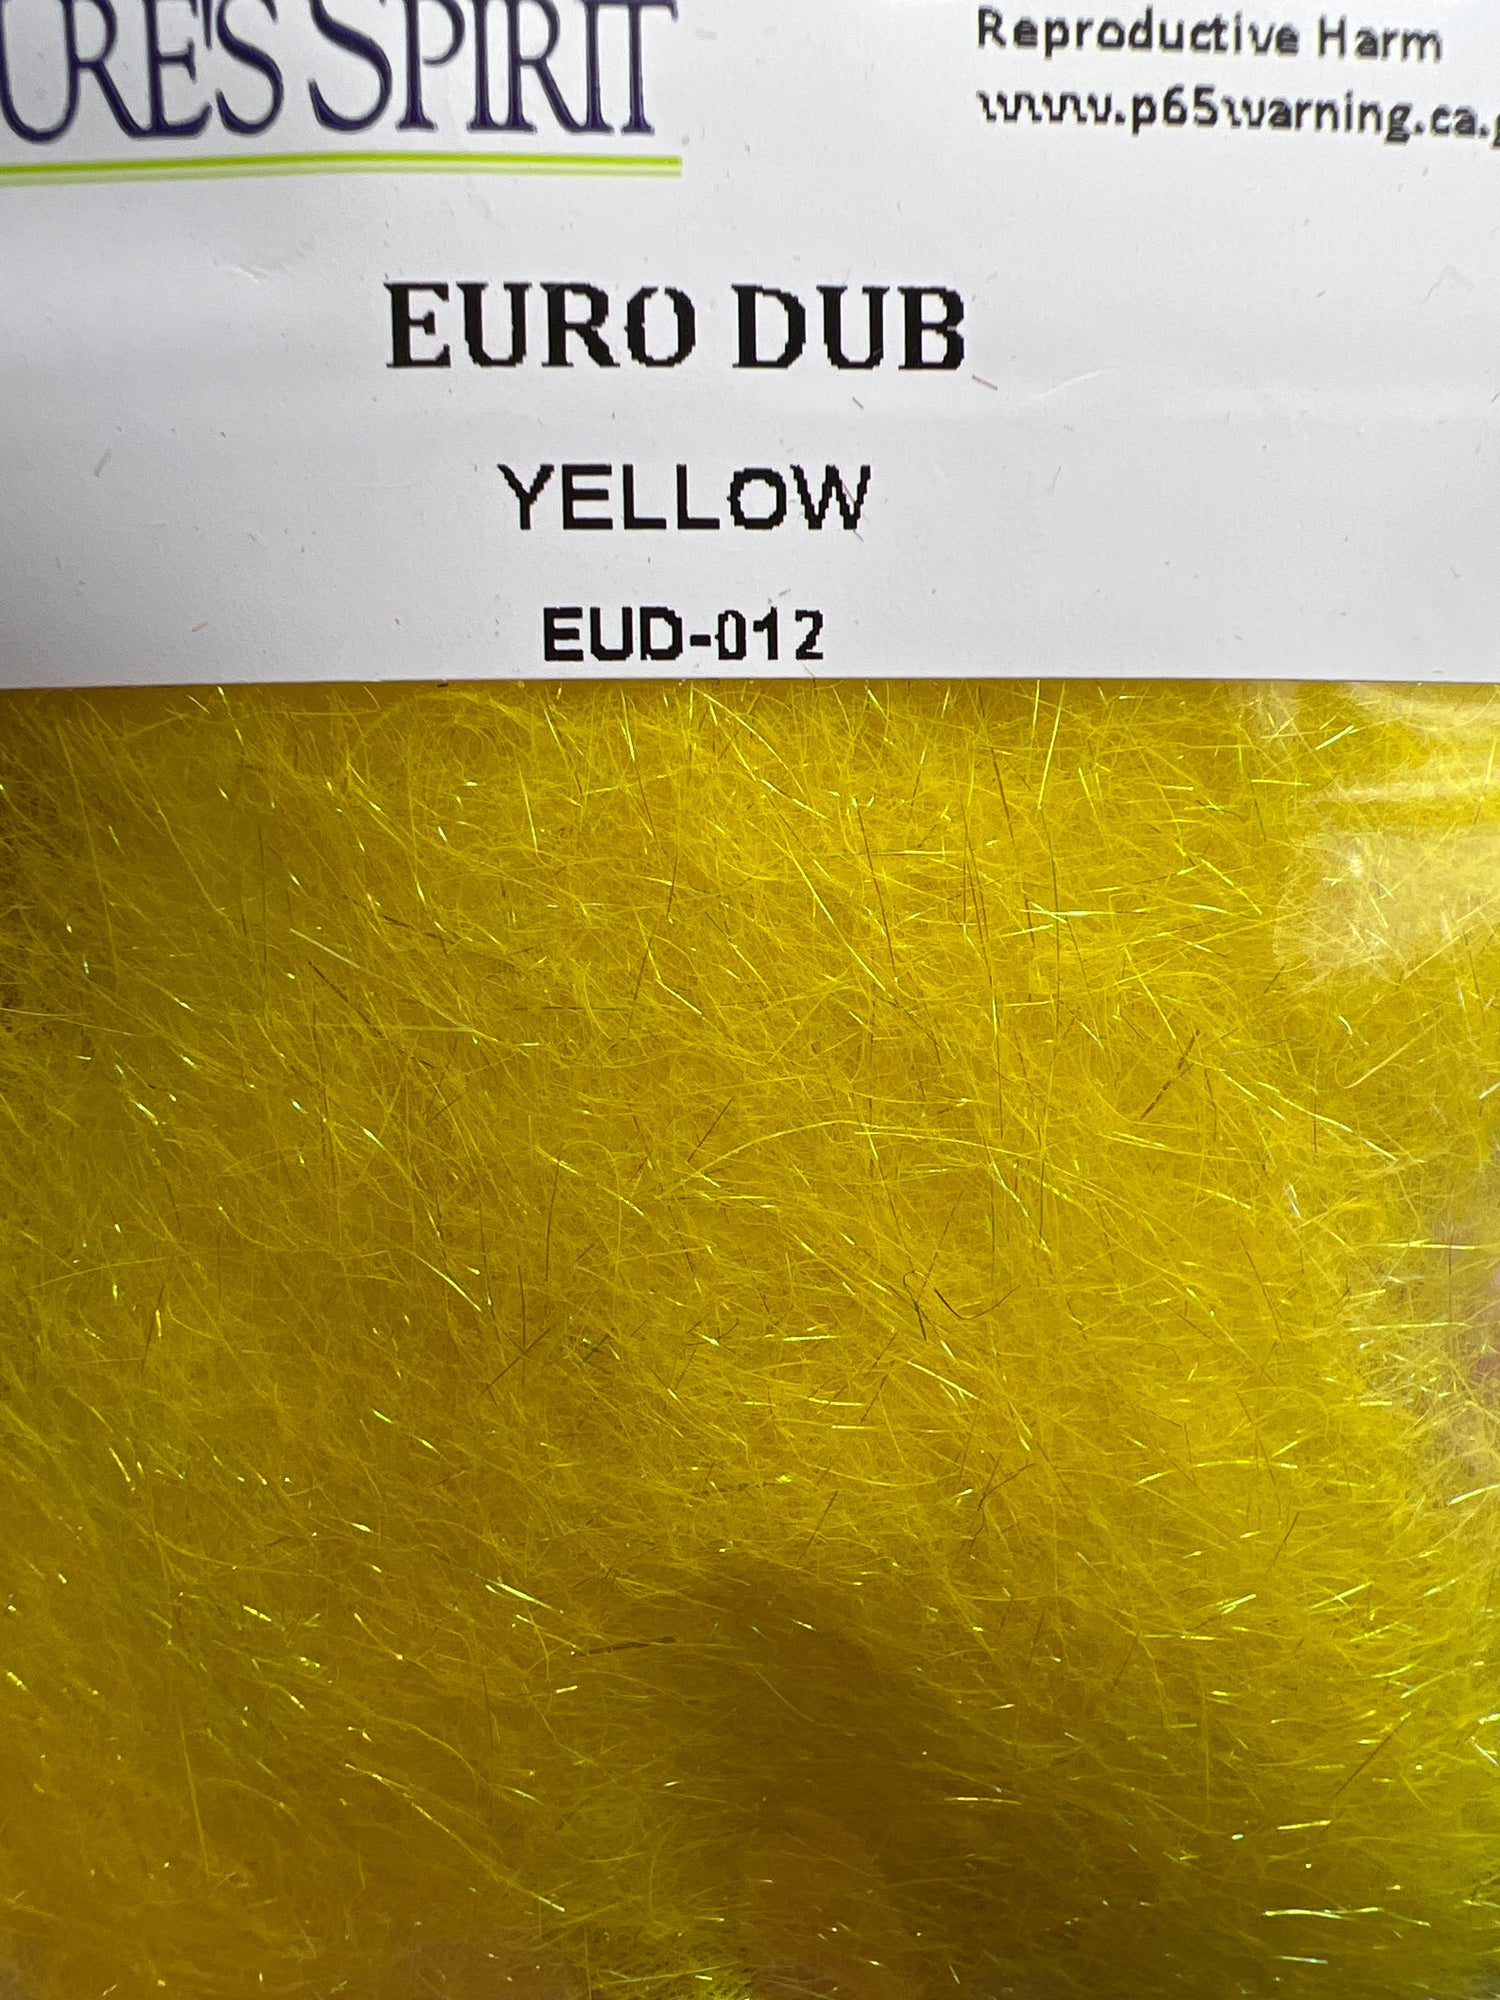 URE'S SPIRIT
Reproductive Harm
www.p65warning.ca.
EURO DUB
YELLOW
EUD-012